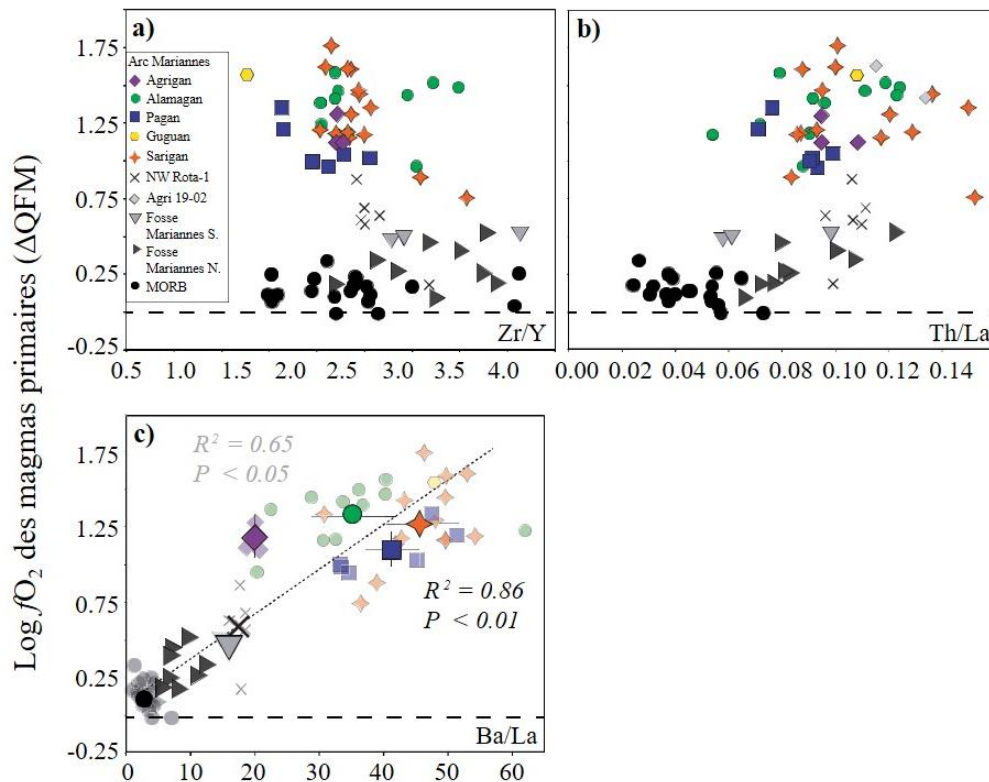 Log fO₂ des magmas primaires (ΔQFM)
a)
1.75
1.25
0.75
0.25
-0.25
Arc Mariannes
Agrigan
Alamagan
Pagan
Guguan
Sarigan
NW Rota-1
Agri 19-02
Fosse
Mariannes S.
Fosse
Mariannes N.
MORB
Zr/Y
0.5 1.0 1.5 2.0 2.5 3.0 3.5 4.0
b)
Th/La
0.00 0.02 0.04 0.06 0.08 0.10 0.12 0.14
c)
1.75
1.25
0.75
0.25
-0.25
R² = 0.65
P < 0.05
R² = 0.86
P < 0.01
Ba/La
0 10 20 30 40 50 60